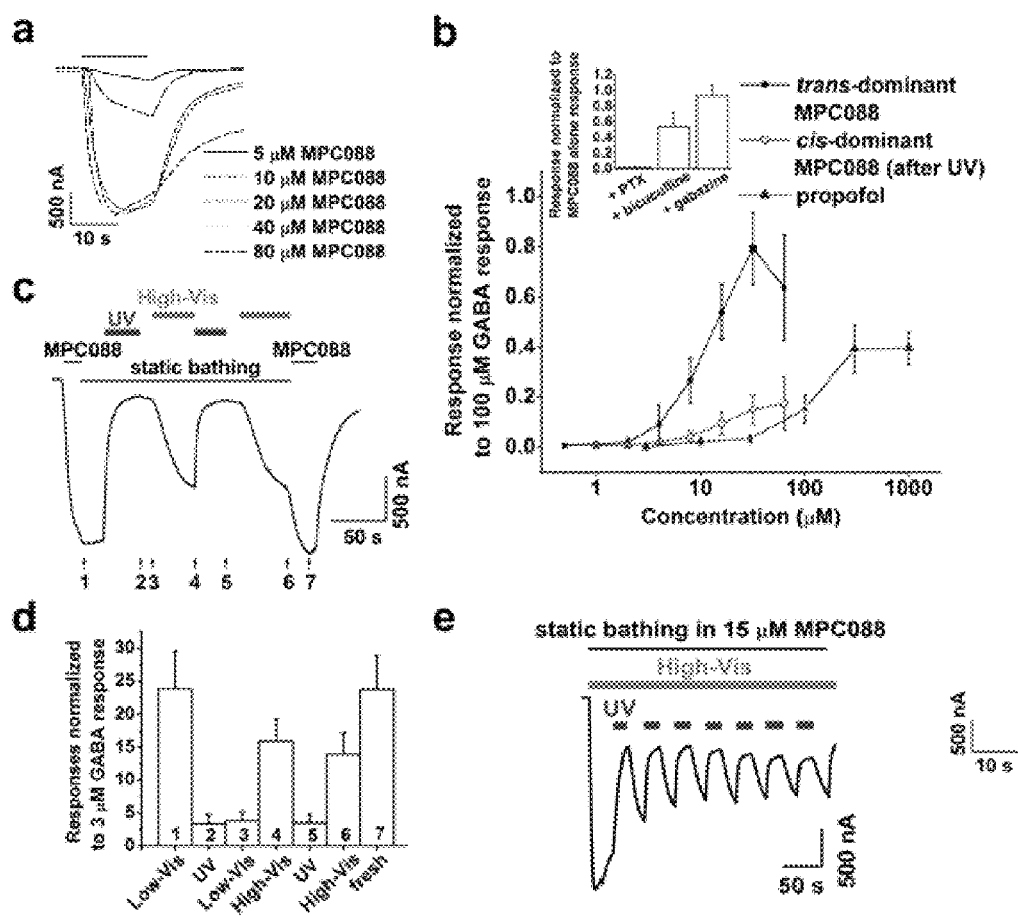 a
500 nA
10 s
5 µM MPC088
10 µM MPC088
20 µM MPC088
40 µM MPC088
80 µM MPC088
b
Response normalized to
MPC088 alone response
1.2
1.0
0.8
0.6
0.4
0.2
0.0
+ PTX
+ bicuculline
+ gabazine
trans-dominant
MPC088
cis-dominant
MPC088 (after UV)
propofol
Response normalized
to 100 µM GABA response
1.0
0.8
0.6
0.4
0.2
0.0
1
10
100
1000
Concentration (µM)
c
High-Vis
UV
MPC088
MPC088
static bathing
500 nA
50 s
1
2
3
4
5
6
7
d
Responses normalized
to 3 µM GABA response
30
25
20
15
10
5
0
1
2
3
4
5
6
7
Low-Vis
UV
Low-Vis
High-Vis
UV
High-Vis
fresh
e
static bathing in 15 µM MPC088
High-Vis
UV
500 nA
10 s
500 nA
50 s